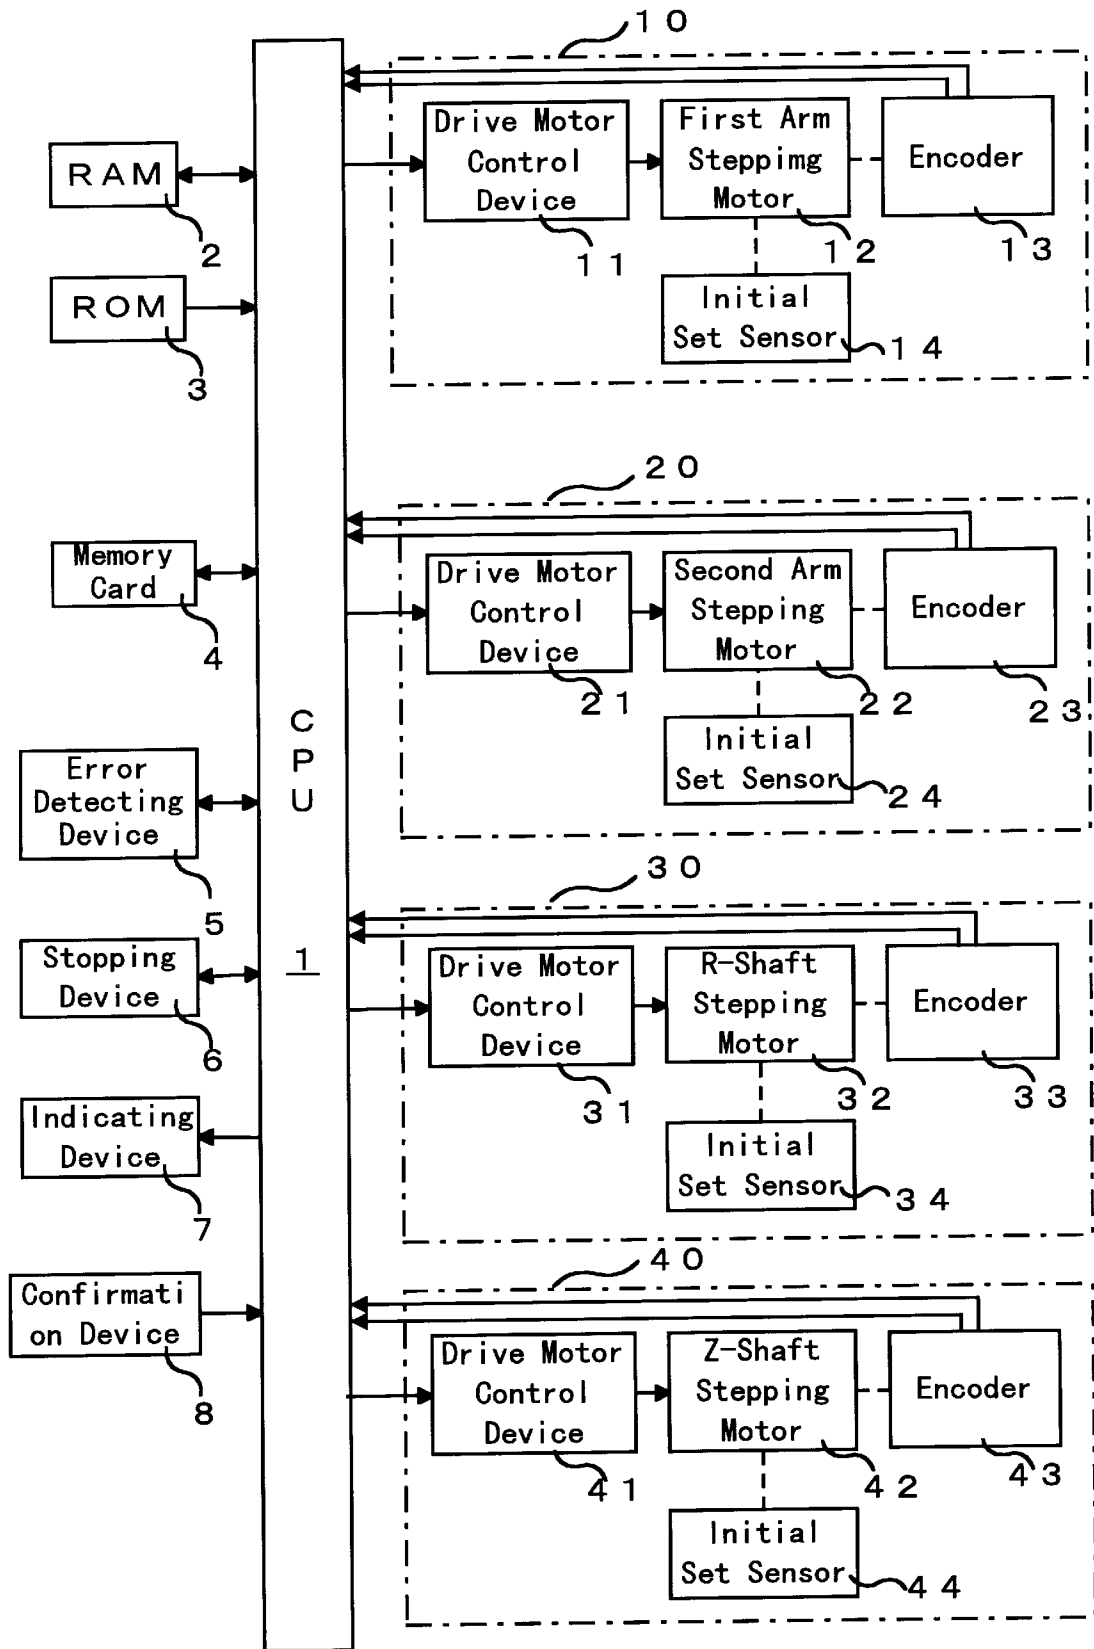 RAM
2
ROM
3
Memory
Card
4
Error
Detecting
Device
5
Stopping
Device
6
Indicating
Device
7
Confirmati
on Device
8
CPU
1
10
Drive Motor
Control
Device
11
First Arm
Steppimg
Motor
12
Encoder
13
Initial
Set Sensor
14
20
Drive Motor
Control
Device
21
Second Arm
Stepping
Motor
22
Encoder
23
Initial
Set Sensor
24
30
Drive Motor
Control
Device
31
R-Shaft
Stepping
Motor
32
Encoder
33
Initial
Set Sensor
34
40
Drive Motor
Control
Device
41
Z-Shaft
Stepping
Motor
42
Encoder
43
Initial
Set Sensor
44